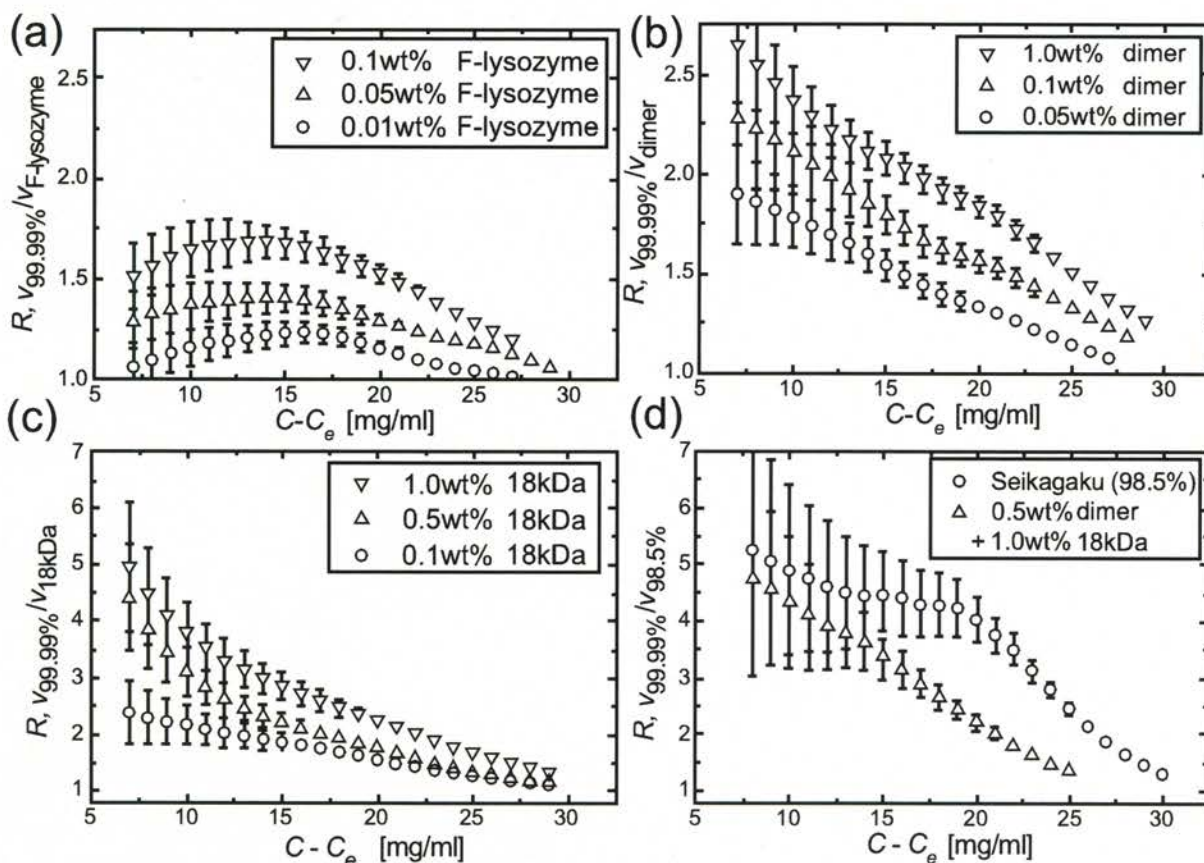 (a)
▽ 0.1wt% F-lysozyme
△ 0.05wt% F-lysozyme
○ 0.01wt% F-lysozyme
R, v99.99%/vF-lysozyme
2.5
2.0
1.5
1.0
5 10 15 20 25 30
C-Ce [mg/ml]
(b)
▽ 1.0wt% dimer
△ 0.1wt% dimer
○ 0.05wt% dimer
R, v99.99%/vdimer
2.5
2.0
1.5
1.0
5 10 15 20 25 30
C-Ce [mg/ml]
(c)
▽ 1.0wt% 18kDa
△ 0.5wt% 18kDa
○ 0.1wt% 18kDa
R, v99.99%/v18kDa
7
6
5
4
3
2
1
5 10 15 20 25 30
C - Ce [mg/ml]
(d)
○ Seikagaku (98.5%)
△ 0.5wt% dimer
+ 1.0wt% 18kDa
R, v99.99%/v98.5%
7
6
5
4
3
2
1
5 10 15 20 25 30
C - Ce [mg/ml]